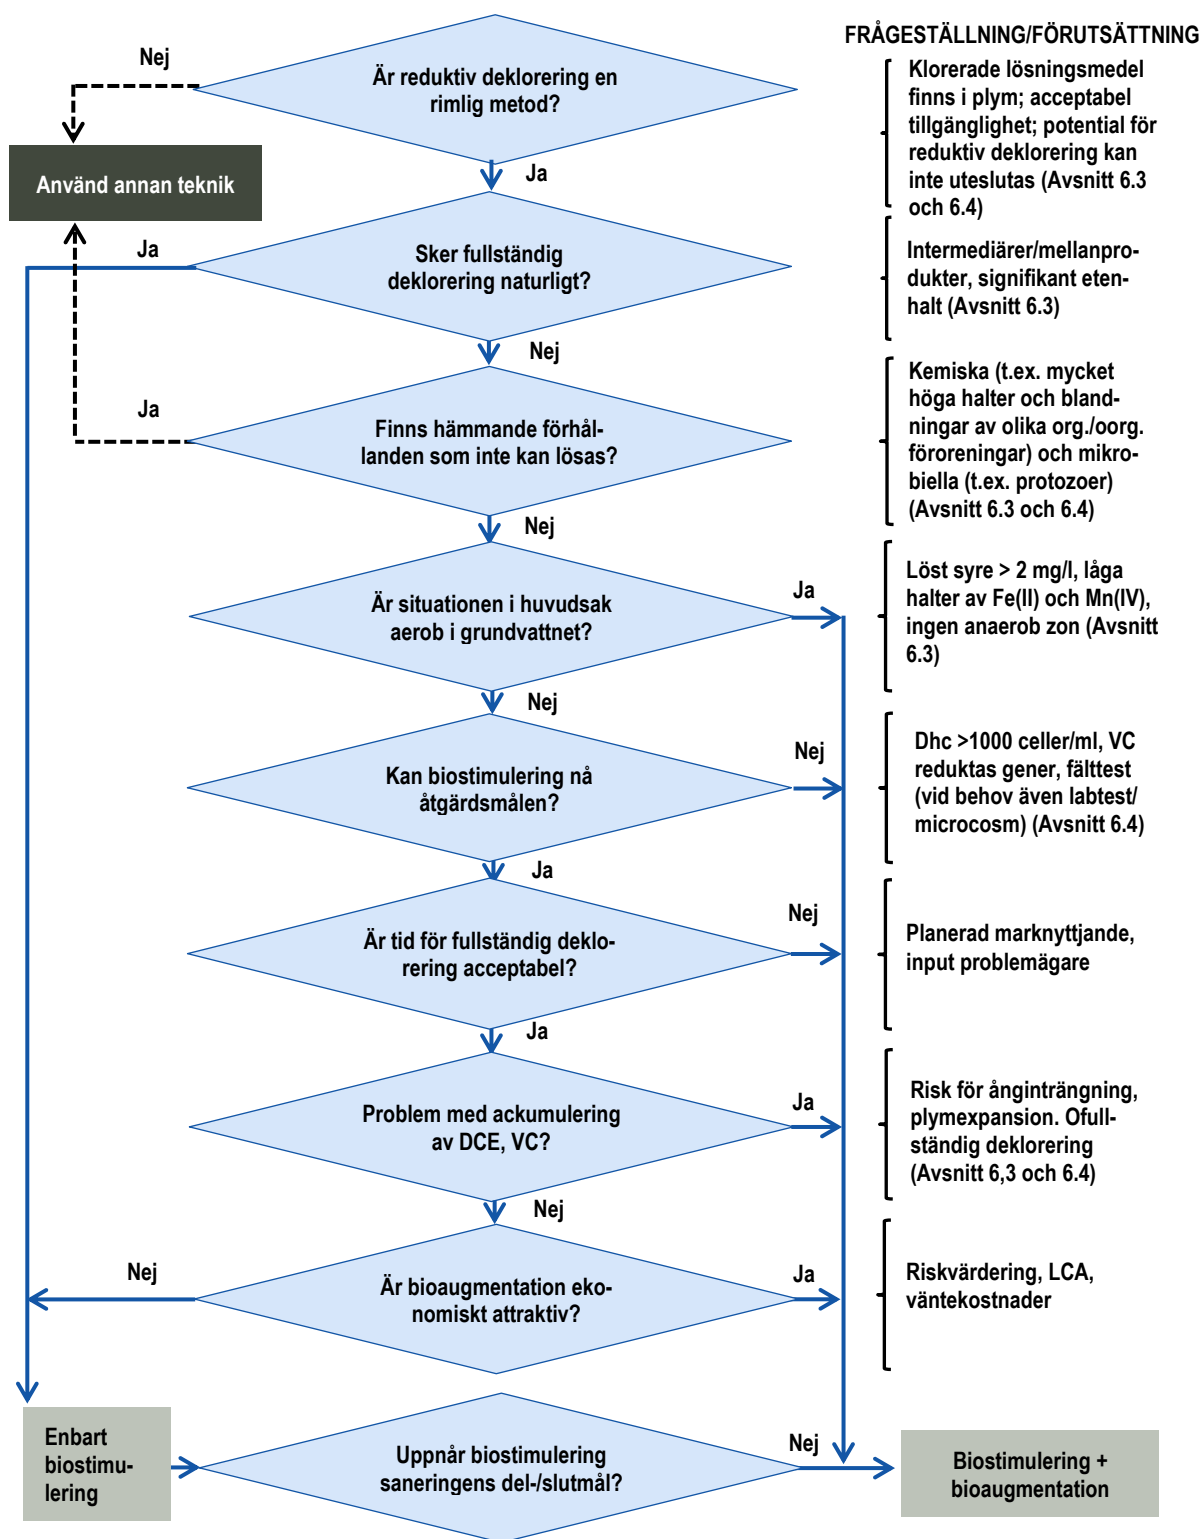 FRÅGESTÄLLNING/FÖRUTSÄTTNING
Nej
Är reduktiv deklorering en
rimlig metod?
Klorerade lösningsmedel
finns i plym; acceptabel
tillgänglighet; potential för
reduktiv deklorering kan
inte uteslutas (Avsnitt 6.3
och 6.4)
Använd annan teknik
Ja
Ja
Sker fullständig
deklorering naturligt?
Intermediärer/mellanpro-
dukter, signifikant eten-
halt (Avsnitt 6.3)
Nej
Ja
Finns hämmande förhål-
landen som inte kan lösas?
Kemiska (t.ex. mycket
höga halter och bland-
ningar av olika org./oorg.
föroreningar) och mikro-
biella (t.ex. protozoer)
(Avsnitt 6.3 och 6.4)
Nej
Är situationen i huvudsak
aerob i grundvattnet?
Ja
Löst syre > 2 mg/l, låga
halter av Fe(II) och Mn(IV),
ingen anaerob zon (Avsnitt
6.3)
Nej
Kan biostimulering nå
åtgärdsmålen?
Nej
Dhc >1000 celler/ml, VC
reduktas gener, fälttest
(vid behov även labtest/
microcosm) (Avsnitt 6.4)
Ja
Är tid för fullständig deklo-
rering acceptabel?
Nej
Planerad marknyttjande,
input problemägare
Ja
Problem med ackumulering
av DCE, VC?
Ja
Risk för ånginträngning,
plymexpansion. Ofull-
ständig deklorering
(Avsnitt 6,3 och 6.4)
Nej
Nej
Är bioaugmentation eko-
nomiskt attraktiv?
Ja
Riskvärdering, LCA,
väntekostnader
Enbart
biostimu-
lering
Uppnår biostimulering
saneringens del-/slutmål?
Nej
Biostimulering +
bioaugmentation